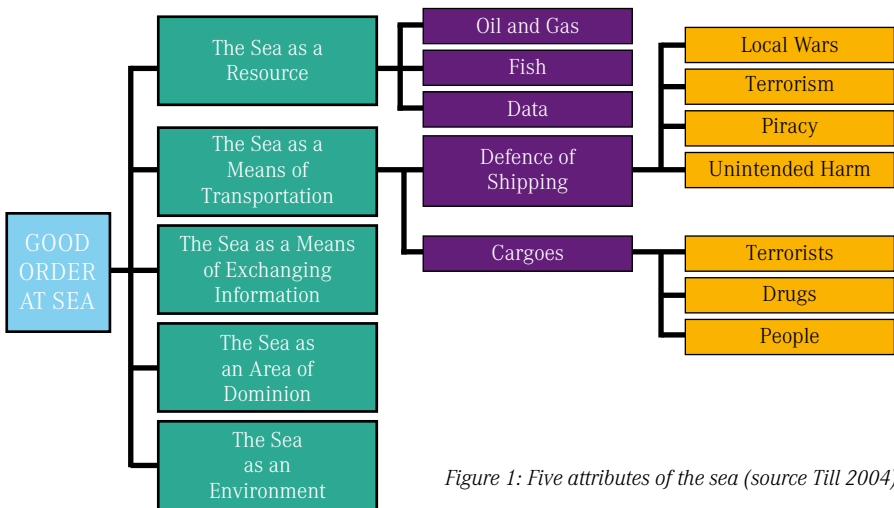 GOOD
ORDER
AT SEA
The Sea as a
Resource
The Sea as a
Means of
Transportation
The Sea as a Means
of Exchanging
Information
The Sea as
an Area of
Dominion
The Sea
as an
Environment
Oil and Gas
Fish
Data
Defence of
Shipping
Cargoes
Local Wars
Terrorism
Piracy
Unintended Harm
Terrorists
Drugs
People
Figure 1: Five attributes of the sea (source Till 2004)